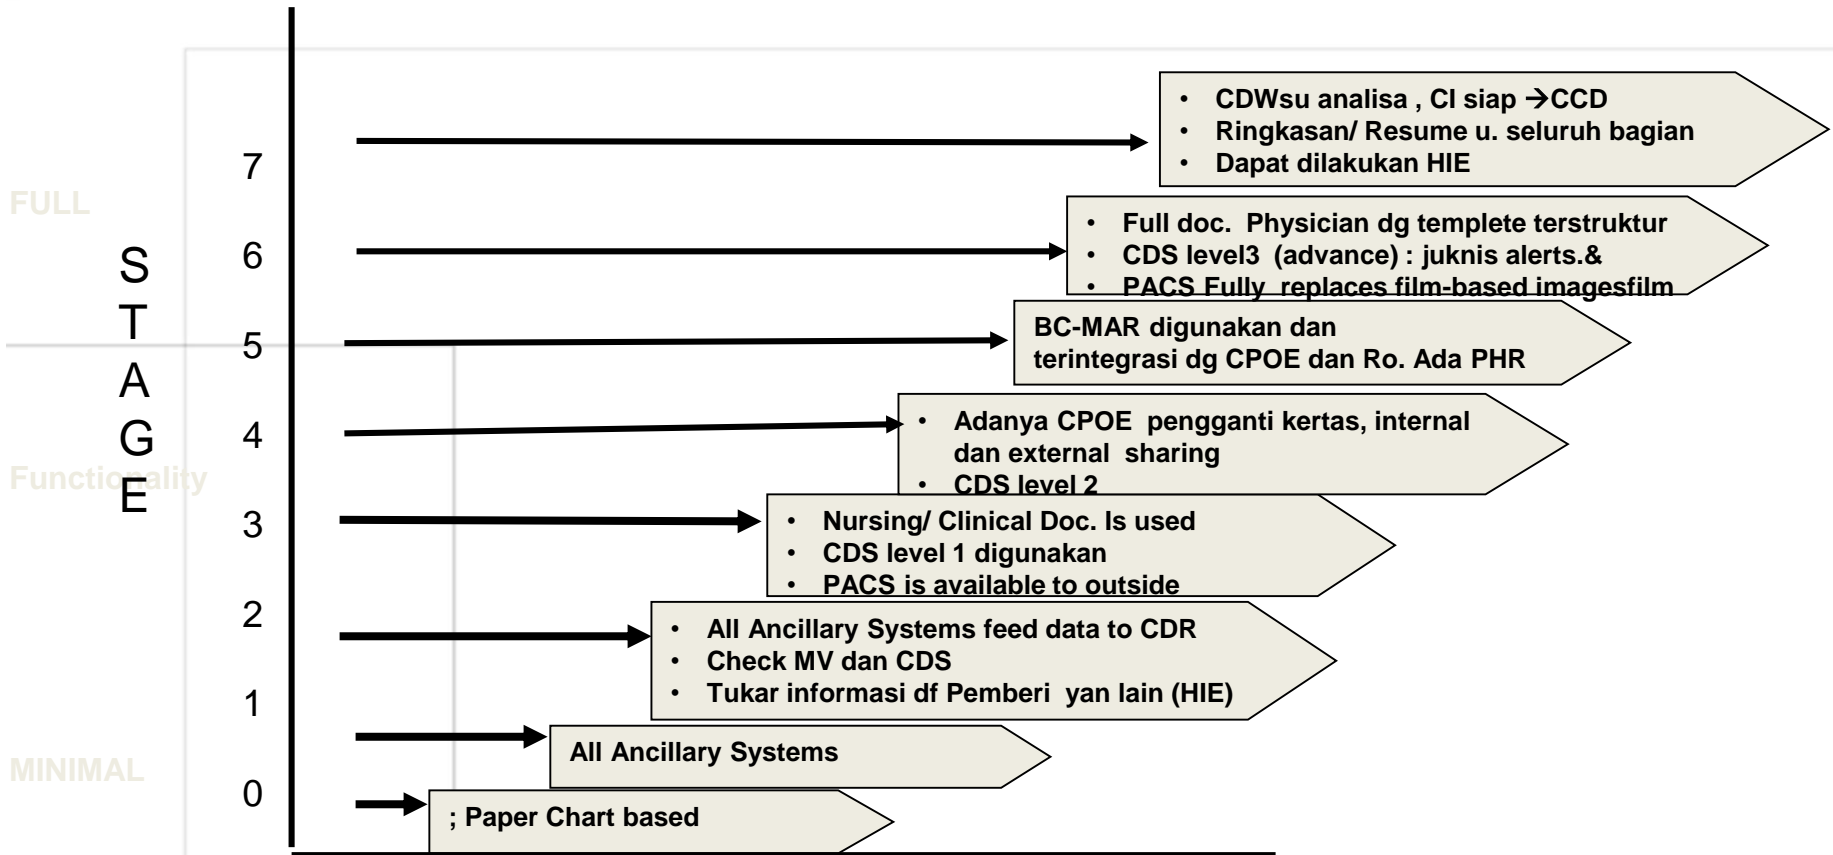 FULL
Functionality
MINIMAL
S
T
A
G
E
7
6
5
4
3
2
1
0
• CDWsu analisa , CI siap →CCD
• Ringkasan/ Resume u. seluruh bagian
• Dapat dilakukan HIE
• Full doc. Physician dg templete terstruktur
• CDS level3 (advance) : juknis alerts.&
• PACS Fully replaces film-based imagesfilm
BC-MAR digunakan dan
terintegrasi dg CPOE dan Ro. Ada PHR
• Adanya CPOE pengganti kertas, internal
dan external sharing
• CDS level 2
• Nursing/ Clinical Doc. Is used
• CDS level 1 digunakan
• PACS is available to outside
• All Ancillary Systems feed data to CDR
• Check MV dan CDS
• Tukar informasi df Pemberi yan lain (HIE)
All Ancillary Systems
; Paper Chart based